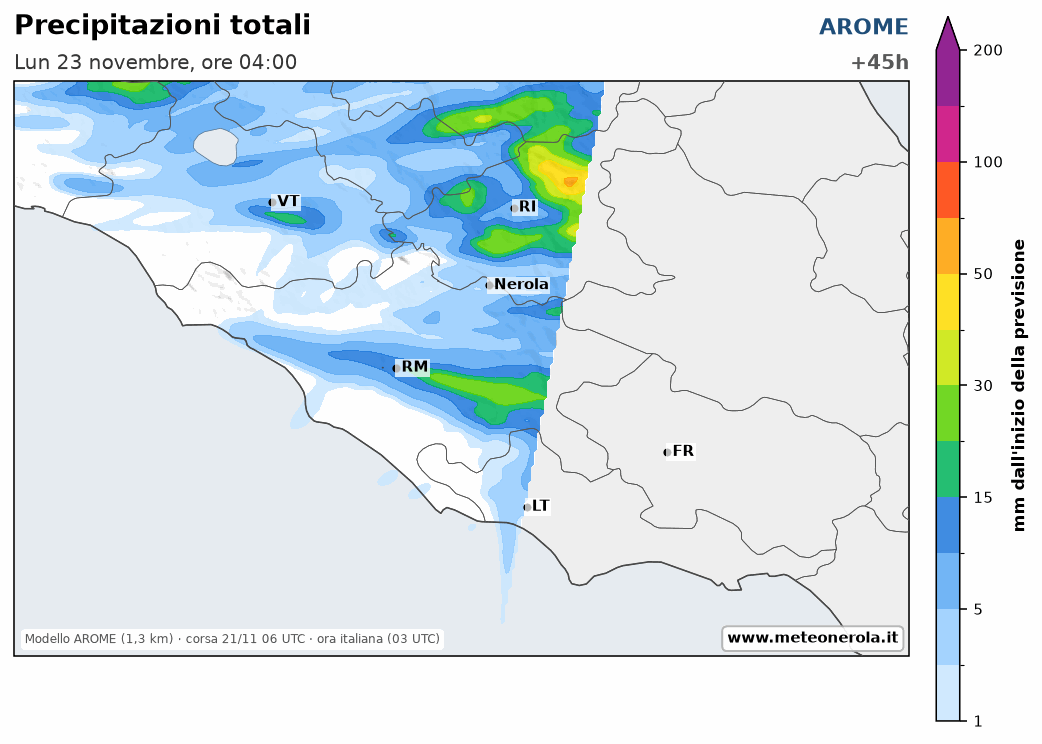 Precipitazioni totali
AROME
Lun 23 novembre, ore 04:00
+45h
VT
RI
Nerola
RM
FR
LT
Modello AROME (1,3 km) · corsa 21/11 06 UTC · ora italiana (03 UTC)
www.meteonerola.it
200
100
50
30
15
5
1
mm dall'inizio della previsione